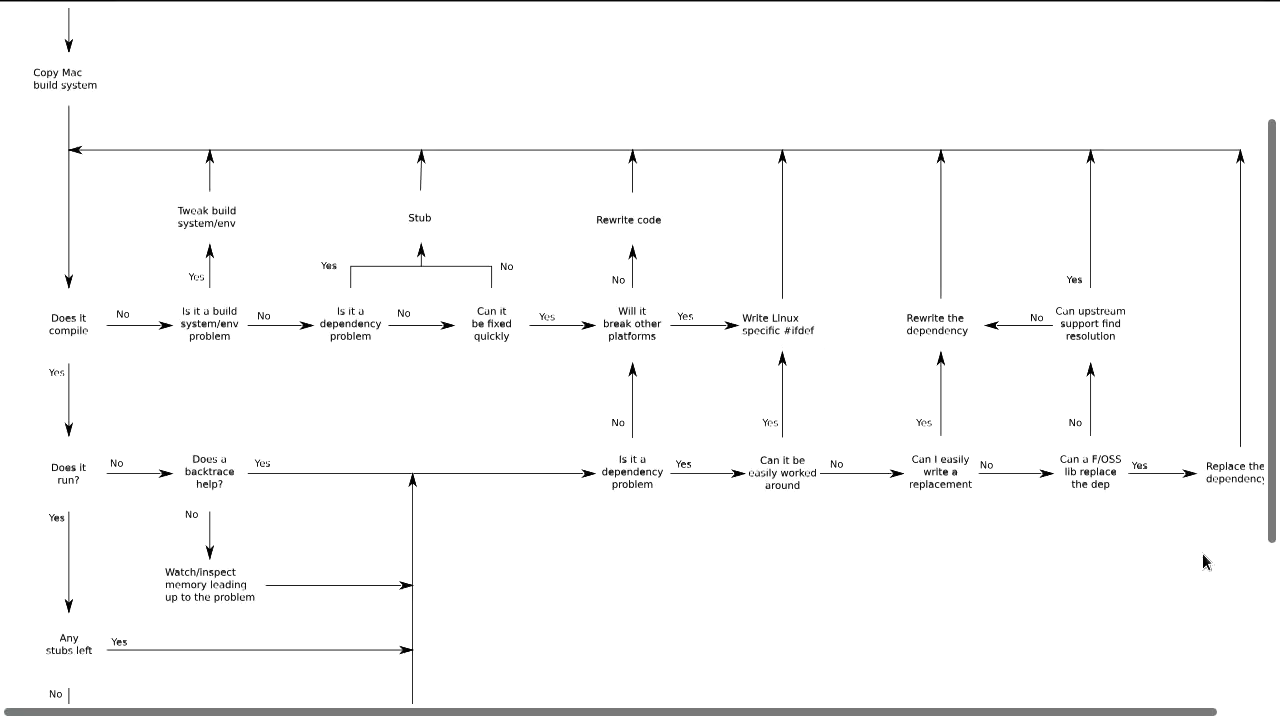 Copy Mac
build system
Tweak build
system/env
Stub
Rewrite code
Yes
Yes
No
No
Yes
Does it
compile
No
Is it a build
system/env
problem
No
Is it a
dependency
problem
No
Can it
be fixed
quickly
Yes
Will it
break other
platforms
Yes
Write Linux
specific #ifdef
Rewrite the
dependency
No
Can upstream
support find
resolution
Yes
No
Yes
Yes
No
Does it
run?
No
Does a
backtrace
help?
Yes
Is it a
dependency
problem
Yes
Can it be
easily worked
around
No
Can I easily
write a
replacement
No
Can a F/OSS
lib replace
the dep
Yes
Replace the
dependency
Yes
No
Watch/inspect
memory leading
up to the problem
Any
stubs left
Yes
No